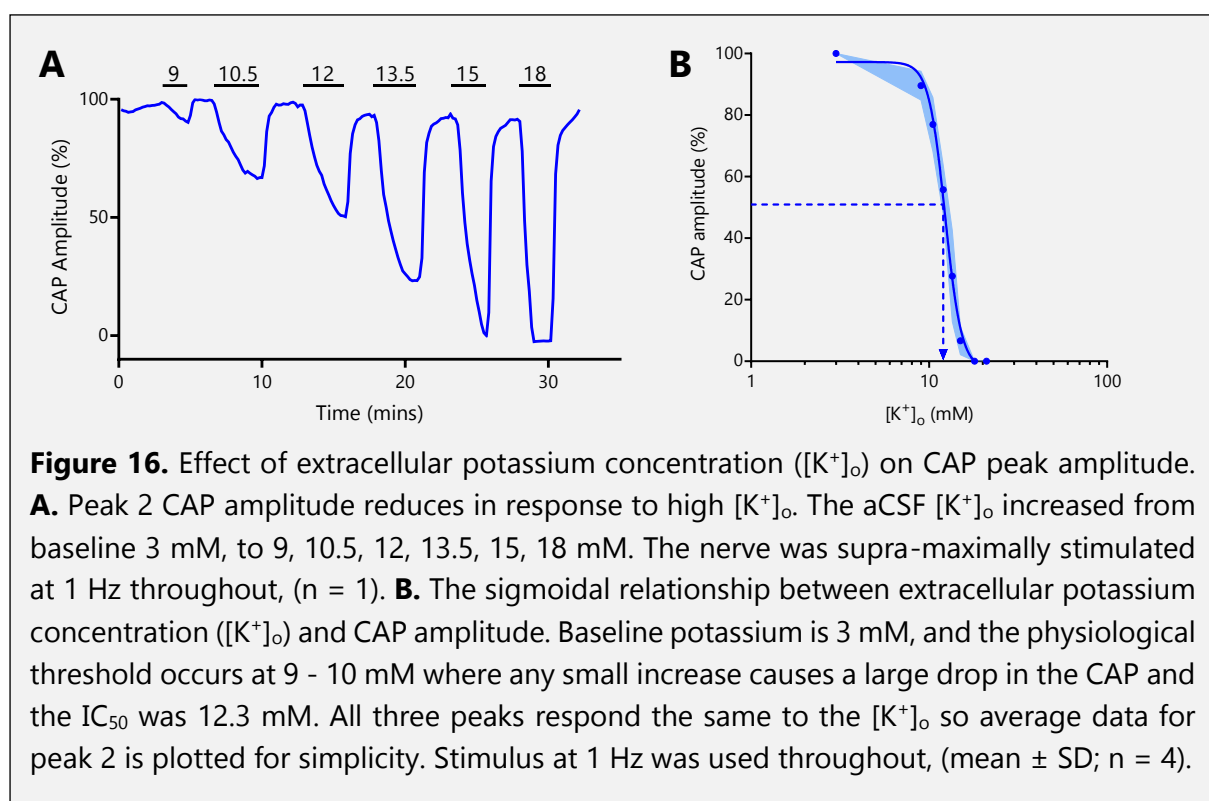 A
9 10.5 12 13.5 15 18
100
50
0
CAP Amplitude (%)
0 10 20 30
Time (mins)
B
100
80
60
40
20
0
CAP amplitude (%)
1 10 100
[K⁺]ₒ (mM)
Figure 16. Effect of extracellular potassium concentration ([K⁺]ₒ) on CAP peak amplitude.
A. Peak 2 CAP amplitude reduces in response to high [K⁺]ₒ. The aCSF [K⁺]ₒ increased from
baseline 3 mM, to 9, 10.5, 12, 13.5, 15, 18 mM. The nerve was supra-maximally stimulated
at 1 Hz throughout, (n = 1). B. The sigmoidal relationship between extracellular potassium
concentration ([K⁺]ₒ) and CAP amplitude. Baseline potassium is 3 mM, and the physiological
threshold occurs at 9 - 10 mM where any small increase causes a large drop in the CAP and
the IC₅₀ was 12.3 mM. All three peaks respond the same to the [K⁺]ₒ so average data for
peak 2 is plotted for simplicity. Stimulus at 1 Hz was used throughout, (mean ± SD; n = 4).